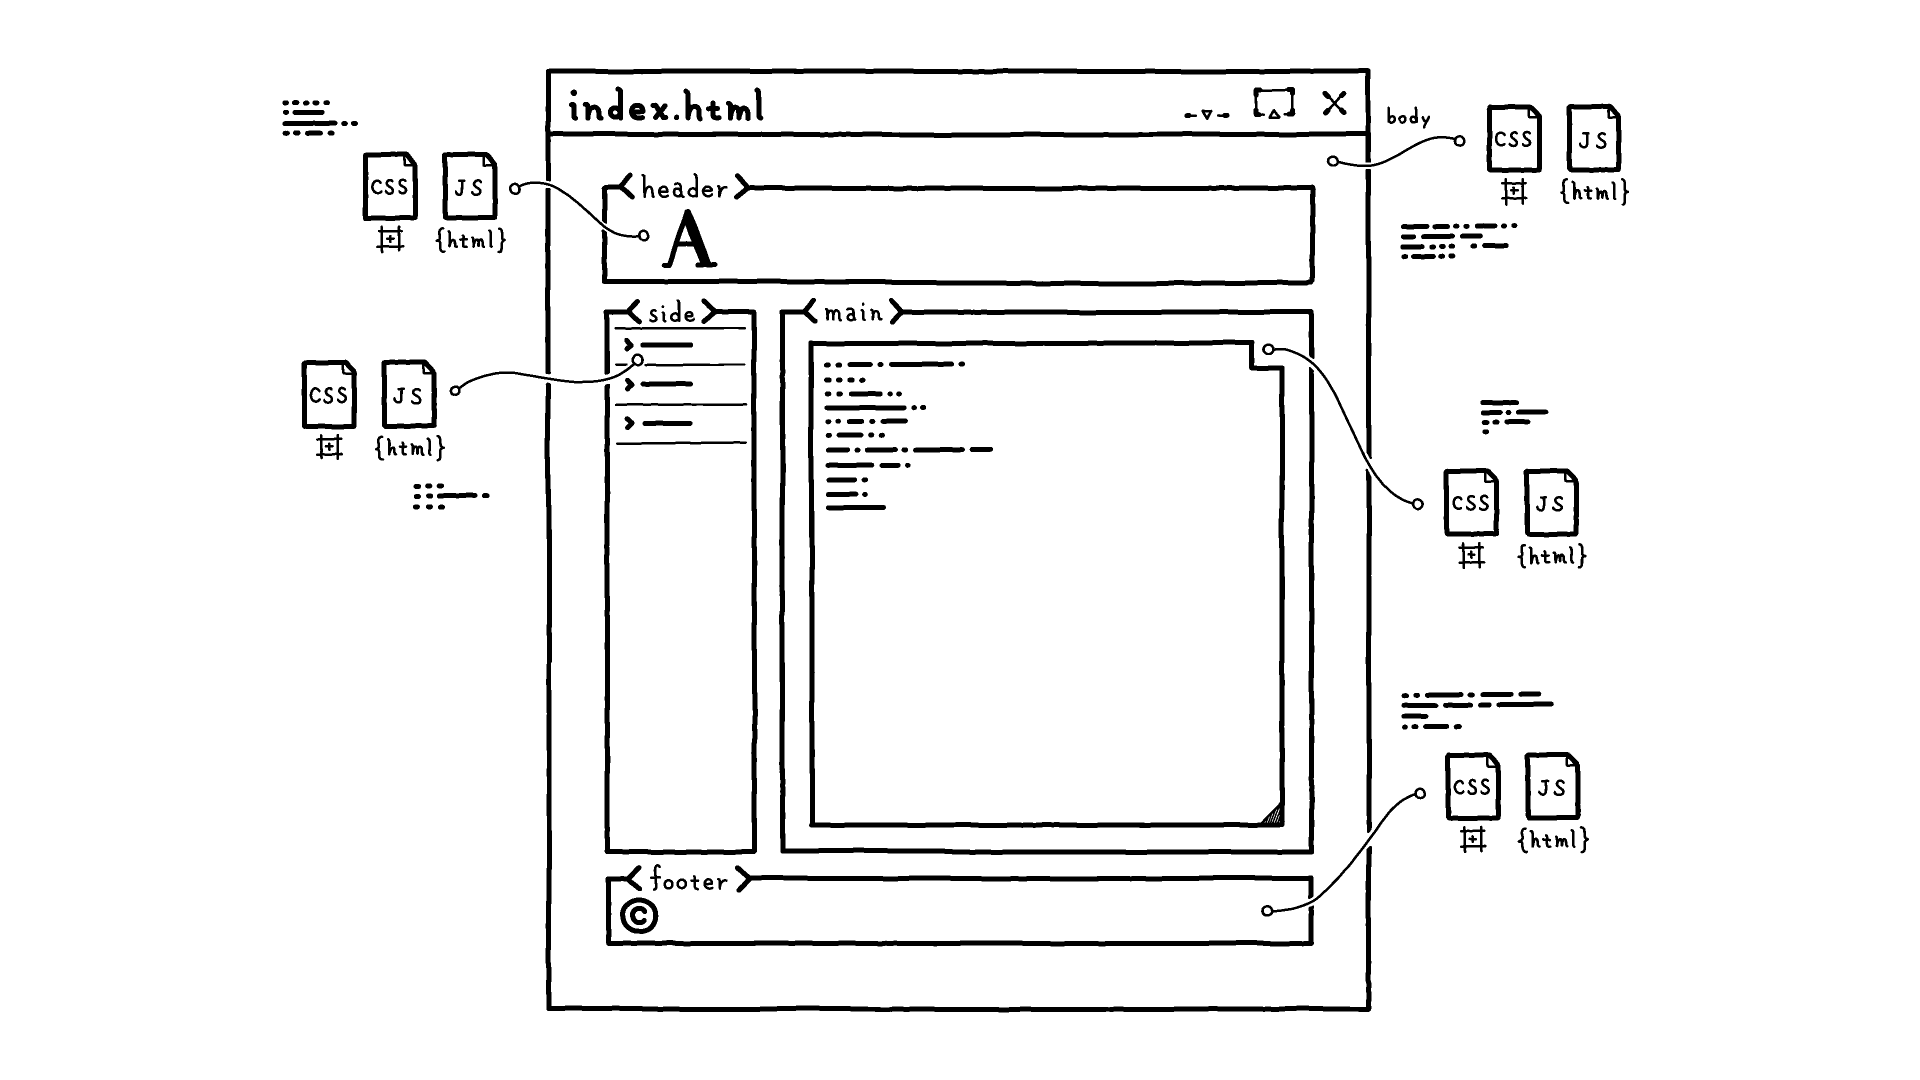 index.html
body
CSS JS
{html}
CSS JS
{html}
header
A
side
main
CSS JS
{html}
CSS JS
{html}
CSS JS
{html}
footer
©